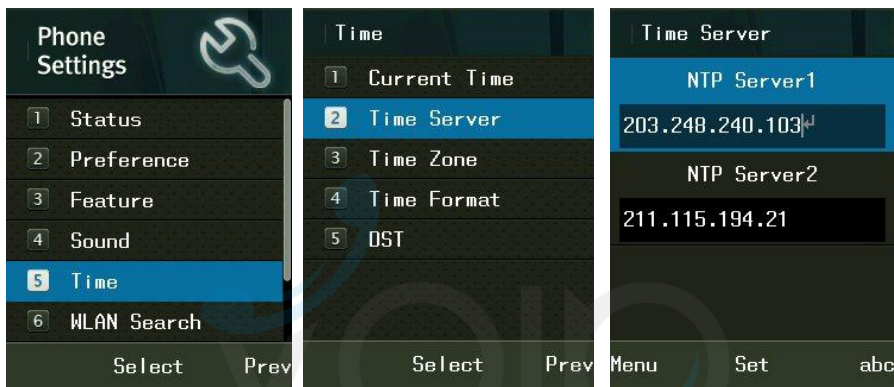 Phone
Settings
1 Status
2 Preference
3 Feature
4 Sound
5 Time
6 WLAN Search
Select Prev
Time
1 Current Time
2 Time Server
3 Time Zone
4 Time Format
5 DST
Select Prev
Time Server
NTP Server1
203.248.240.103
NTP Server2
211.115.194.21
Menu Set abc
VOIP